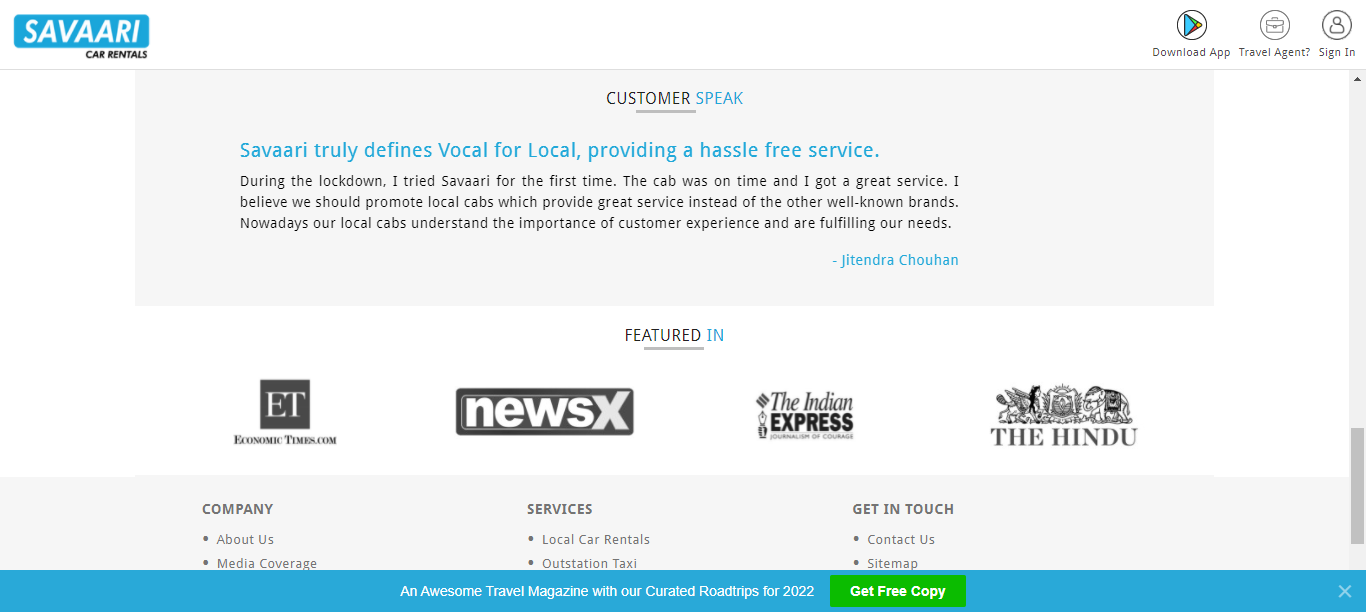 SAVAARI
CAR RENTALS
Download App
Travel Agent?
Sign In
CUSTOMER SPEAK
Savaari truly defines Vocal for Local, providing a hassle free service.
During the lockdown, I tried Savaari for the first time. The cab was on time and I got a great service. I
believe we should promote local cabs which provide great service instead of the other well-known brands.
Nowadays our local cabs understand the importance of customer experience and are fulfilling our needs.
- Jitendra Chouhan
FEATURED IN
ET
ECONOMIC TIMES.COM
newsX
The Indian
EXPRESS
JOURNALISM OF COURAGE
THE HINDU
COMPANY
• About Us
• Media Coverage
SERVICES
• Local Car Rentals
• Outstation Taxi
GET IN TOUCH
• Contact Us
• Sitemap
An Awesome Travel Magazine with our Curated Roadtrips for 2022
Get Free Copy